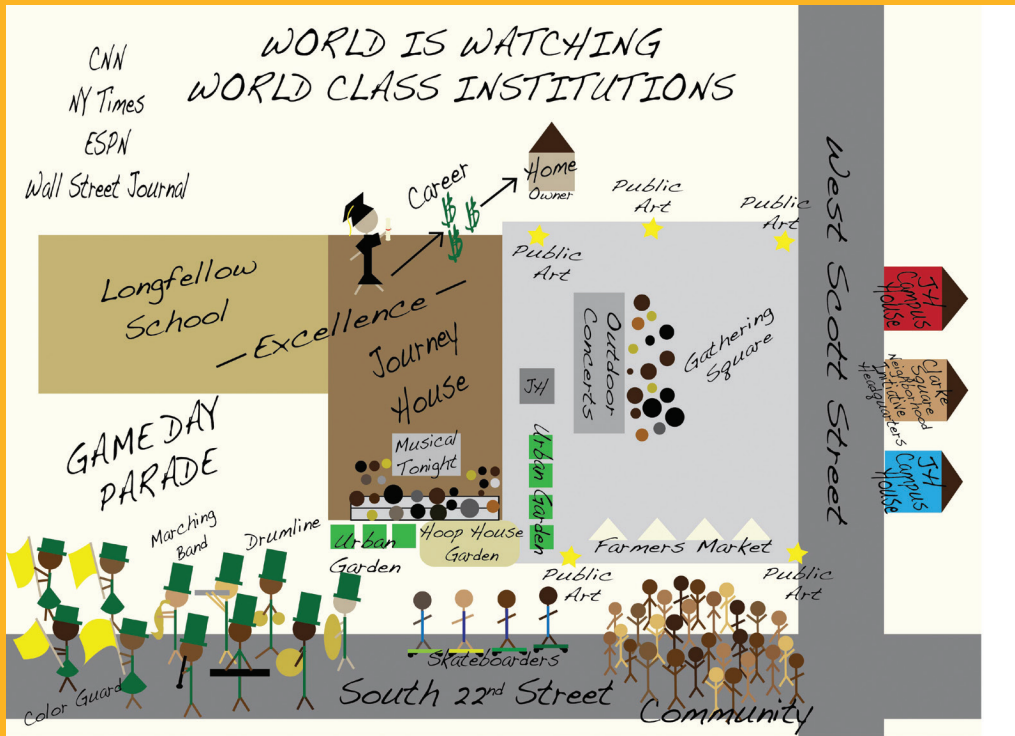 WORLD IS WATCHING
WORLD CLASS INSTITUTIONS
CNN
NY Times
ESPN
Wall Street Journal
Career
Home
Owner
Public
Art
Public
Art
Public
Art
Longfellow
School
— Excellence —
Journey
House
Musical
Tonight
JH
Outdoor
Concerts
Gathering
Square
West Scott Street
JH
Campus
House
Clarke
Square
Neighborhood
Initiative
Headquarters
JH
Campus
House
GAME DAY
PARADE
Marching
Band
Drumline
Urban
Garden
Hoop House
Garden
Urban Garden
Farmers Market
Public
Art
Public
Art
Color Guard
Skateboarders
South 22nd Street
Community